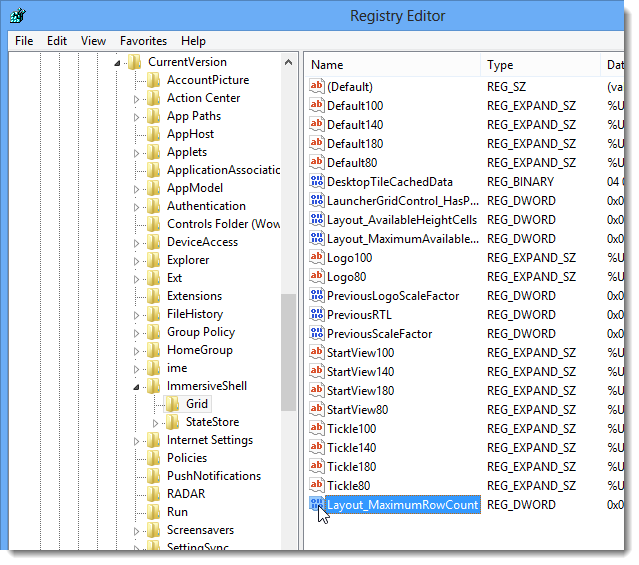 Registry Editor
File Edit View Favorites Help
CurrentVersion
AccountPicture
Action Center
App Paths
AppHost
Applets
ApplicationAssociatic
AppModel
Authentication
Controls Folder (Wow
DeviceAccess
Explorer
Ext
Extensions
FileHistory
Group Policy
HomeGroup
ime
ImmersiveShell
Grid
StateStore
Internet Settings
Policies
PushNotifications
RADAR
Run
Screensavers
SettingSync
Name Type Dat
(Default) REG_SZ (va
Default100 REG_EXPAND_SZ %U
Default140 REG_EXPAND_SZ %U
Default180 REG_EXPAND_SZ %U
Default80 REG_EXPAND_SZ %U
DesktopTileCachedData REG_BINARY 04 0
LauncherGridControl_HasP... REG_DWORD 0x0
Layout_AvailableHeightCells REG_DWORD 0x0
Layout_MaximumAvailable... REG_DWORD 0x0
Logo100 REG_EXPAND_SZ %U
Logo80 REG_EXPAND_SZ %U
PreviousLogoScaleFactor REG_DWORD 0x0
PreviousRTL REG_DWORD 0x0
PreviousScaleFactor REG_DWORD 0x0
StartView100 REG_EXPAND_SZ %U
StartView140 REG_EXPAND_SZ %U
StartView180 REG_EXPAND_SZ %U
StartView80 REG_EXPAND_SZ %U
Tickle100 REG_EXPAND_SZ %U
Tickle140 REG_EXPAND_SZ %U
Tickle180 REG_EXPAND_SZ %U
Tickle80 REG_EXPAND_SZ %U
Layout_MaximumRowCount REG_DWORD 0x0